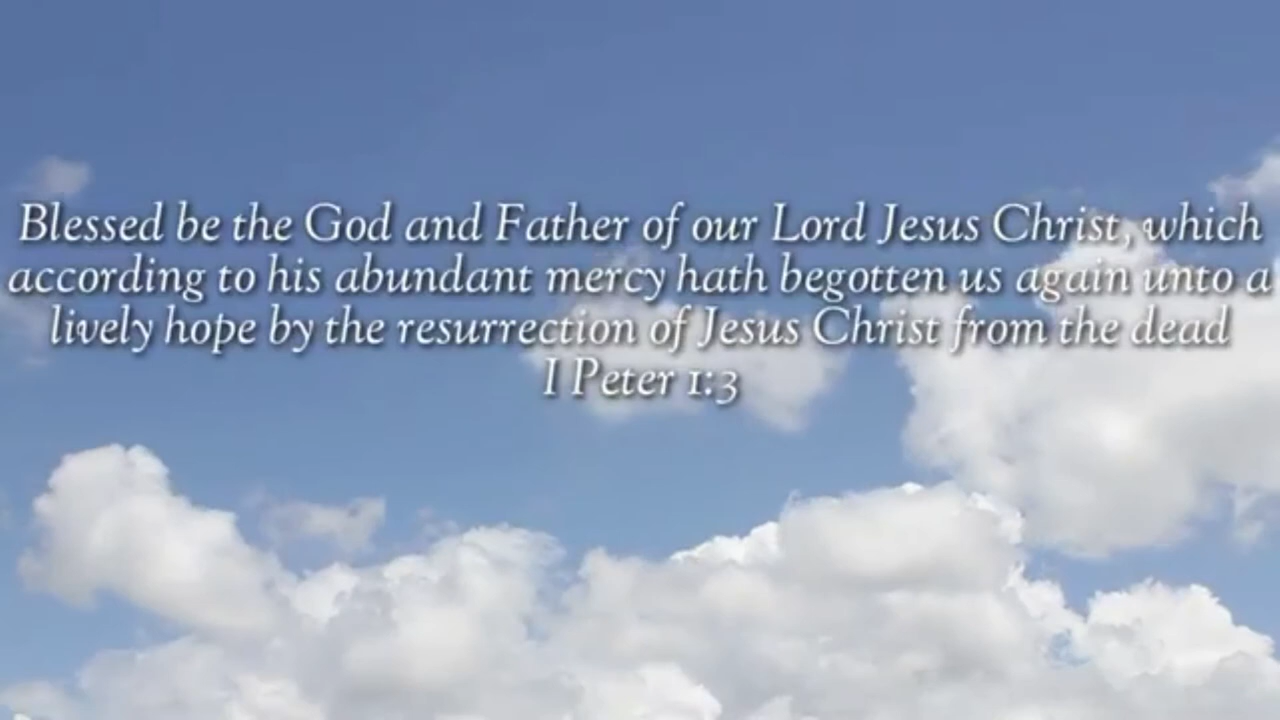 Blessed be the God and Father of our Lord Jesus Christ, which
according to his abundant mercy hath begotten us again unto a
lively hope by the resurrection of Jesus Christ from the dead
I Peter 1:3